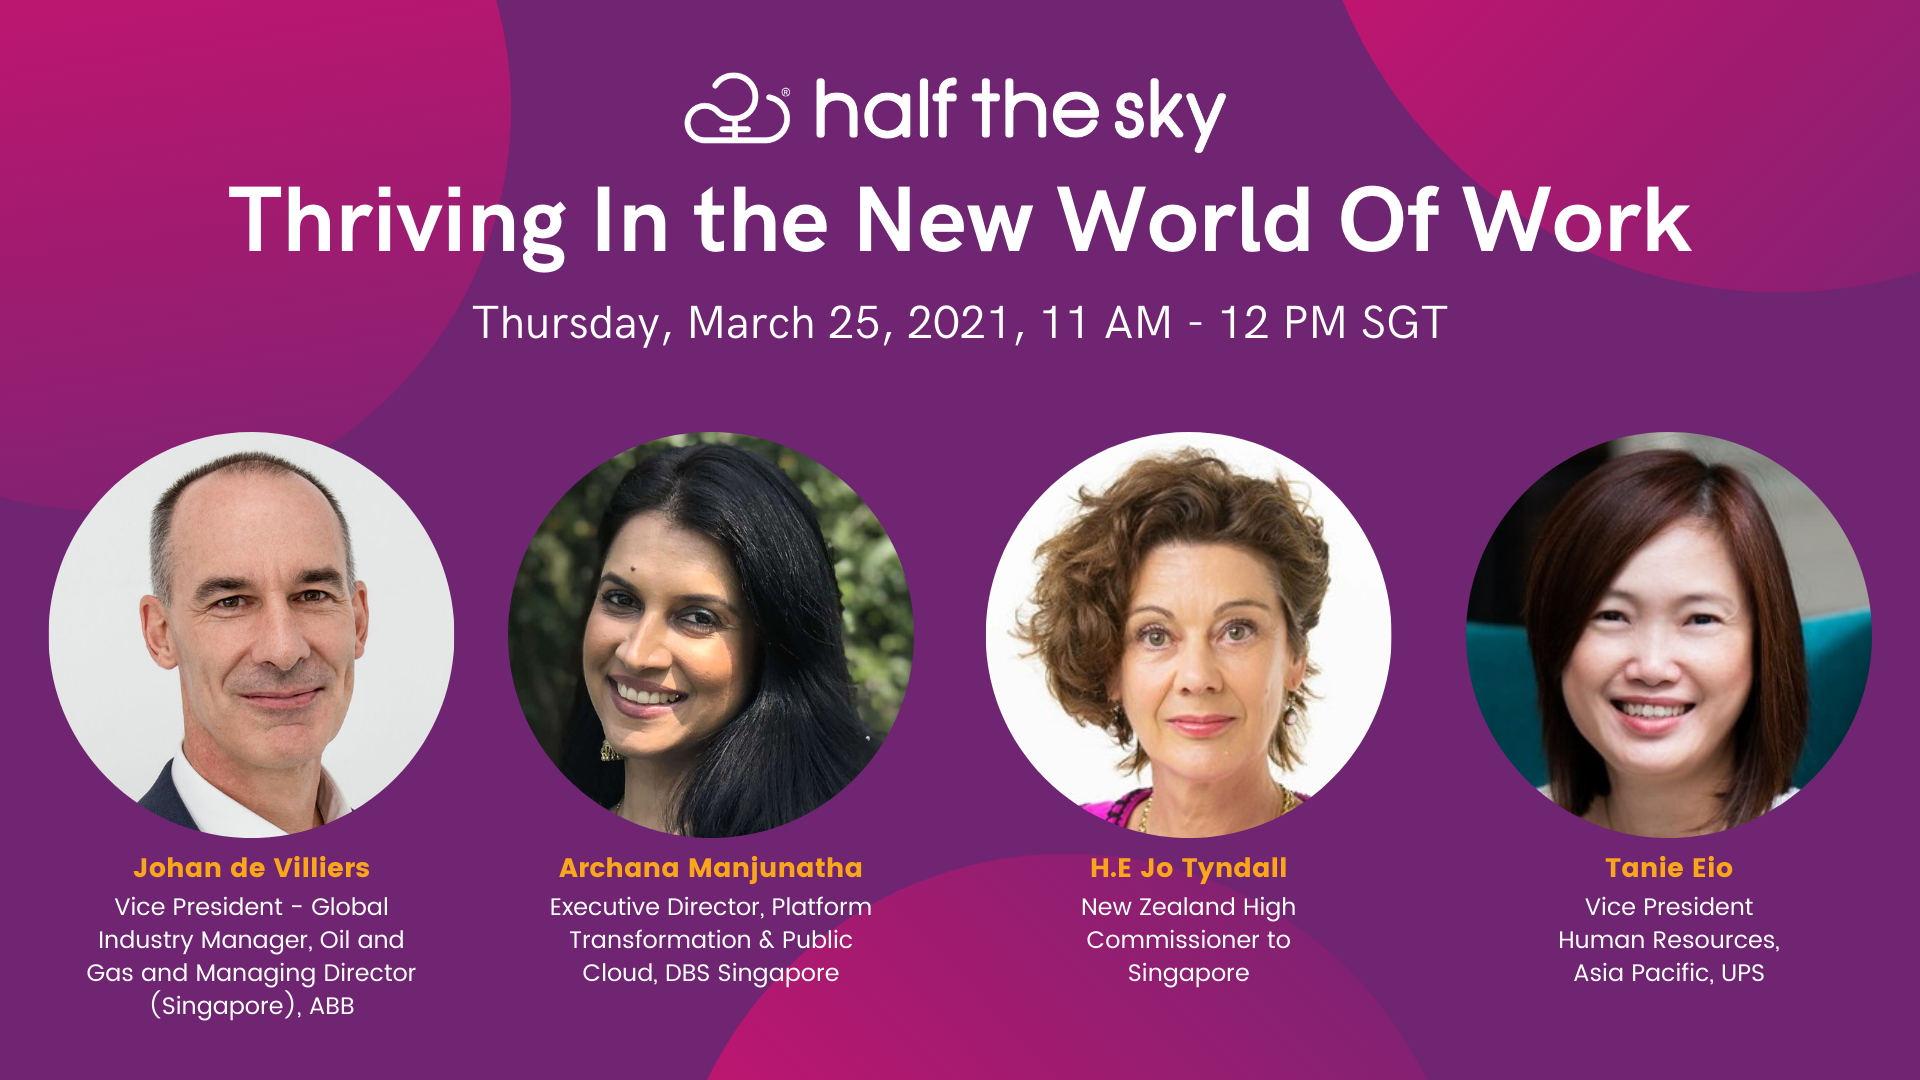 half the sky
Thriving In the New World Of Work
Thursday, March 25, 2021, 11 AM - 12 PM SGT
Johan de Villiers
Vice President - Global
Industry Manager, Oil and
Gas and Managing Director
(Singapore), ABB
Archana Manjunatha
Executive Director, Platform
Transformation & Public
Cloud, DBS Singapore
H.E Jo Tyndall
New Zealand High
Commissioner to
Singapore
Tanie Eio
Vice President
Human Resources,
Asia Pacific, UPS